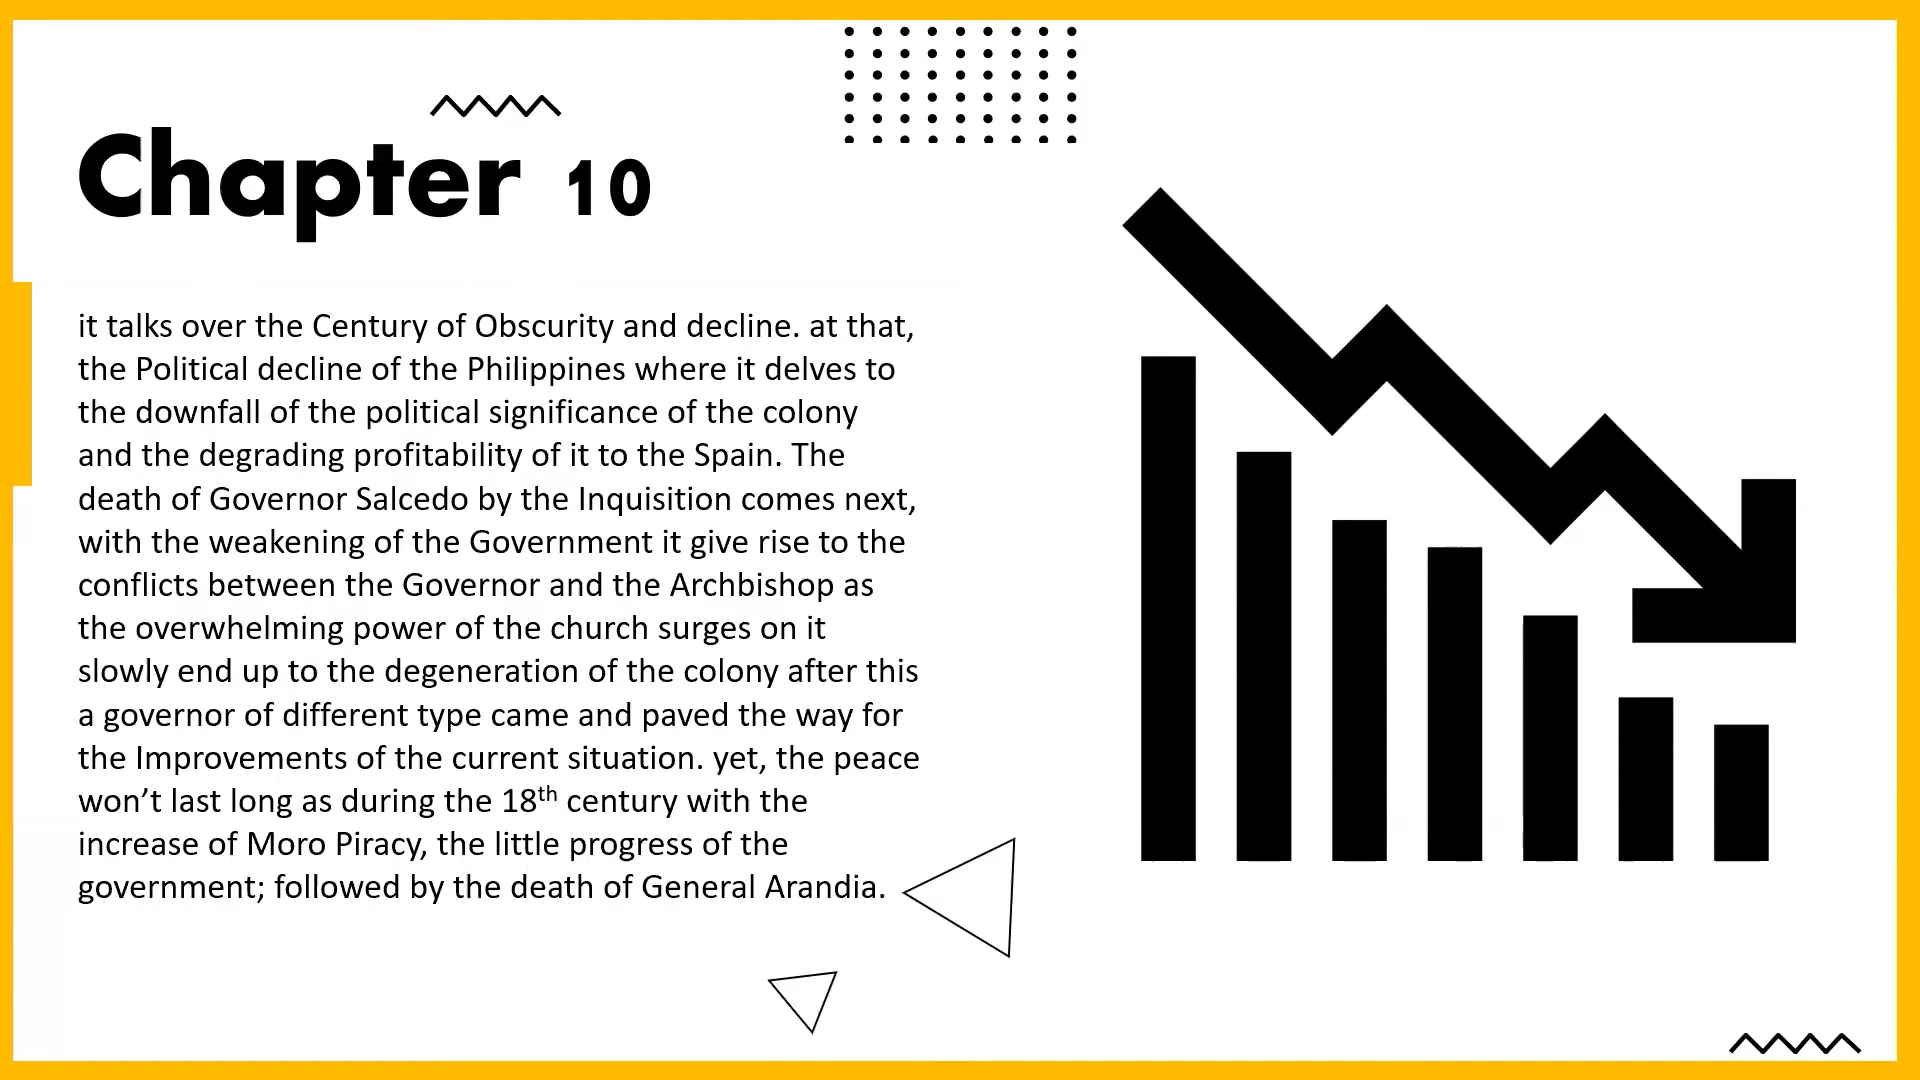 Chapter 10
it talks over the Century of Obscurity and decline. at that,
the Political decline of the Philippines where it delves to
the downfall of the political significance of the colony
and the degrading profitability of it to the Spain. The
death of Governor Salcedo by the Inquisition comes next,
with the weakening of the Government it give rise to the
conflicts between the Governor and the Archbishop as
the overwhelming power of the church surges on it
slowly end up to the degeneration of the colony after this
a governor of different type came and paved the way for
the Improvements of the current situation. yet, the peace
won’t last long as during the 18th century with the
increase of Moro Piracy, the little progress of the
government; followed by the death of General Arandia.